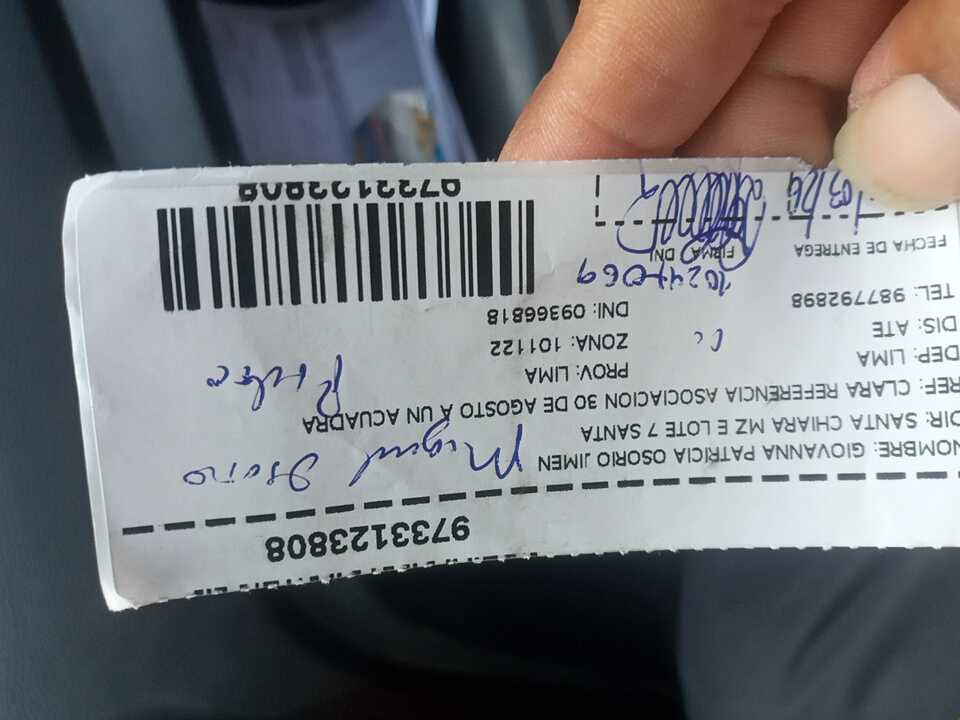 9733123808
NOMBRE: GIOVANNA PATRICIA OSORIO JIMEN
Miguel Osorio
DIR: SANTA CHIARA MZ E LOTE 7 SANTA
REF: CLARA REFERENCIA ASOCIACION 30 DE AGOSTO A UN ACUADRA
DEP: LIMA PROV: LIMA
DIS: ATE ZONA: 101122
TEL: 987792898 DNI: 09366818
FECHA DE ENTREGA FIRMA / DNI
9733123808